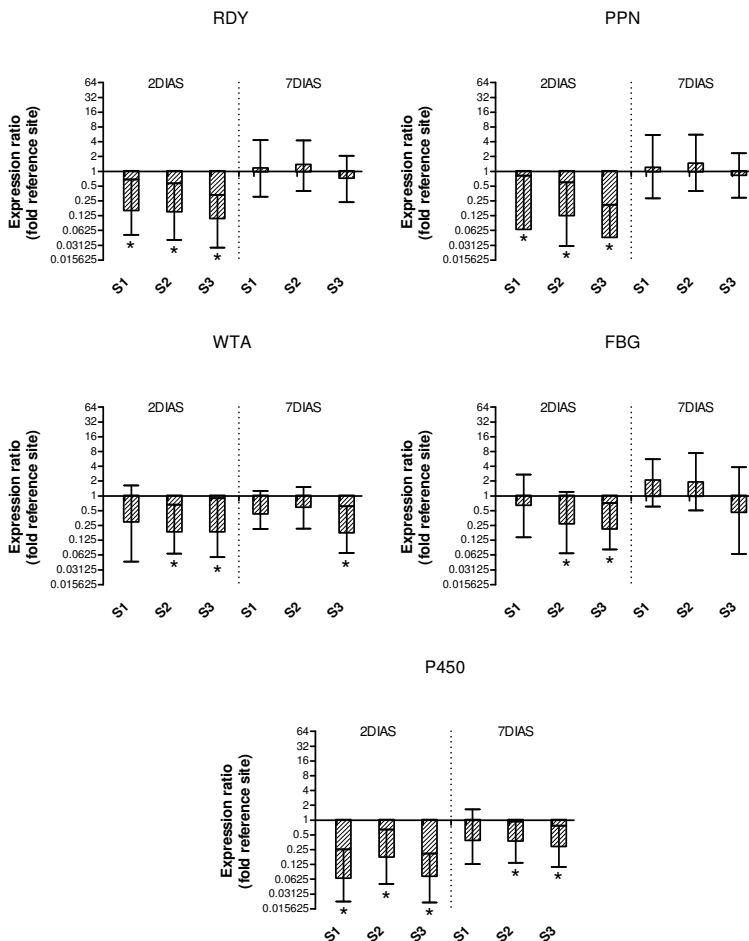 RDY
2DIAS 7DIAS
Expression ratio
(fold reference site)
64
32
16
8
4
2
1
0.5
0.25
0.125
0.0625
0.03125
0.015625
* * *
S1 S2 S3 S1 S2 S3
PPN
2DIAS 7DIAS
Expression ratio
(fold reference site)
64
32
16
8
4
2
1
0.5
0.25
0.125
0.0625
0.03125
0.015625
* * *
S1 S2 S3 S1 S2 S3
WTA
2DIAS 7DIAS
Expression ratio
(fold reference site)
64
32
16
8
4
2
1
0.5
0.25
0.125
0.0625
0.03125
0.015625
* * *
S1 S2 S3 S1 S2 S3
FBG
2DIAS 7DIAS
Expression ratio
(fold reference site)
64
32
16
8
4
2
1
0.5
0.25
0.125
0.0625
0.03125
0.015625
* *
S1 S2 S3 S1 S2 S3
P450
2DIAS 7DIAS
Expression ratio
(fold reference site)
64
32
16
8
4
2
1
0.5
0.25
0.125
0.0625
0.03125
0.015625
* * * * *
S1 S2 S3 S1 S2 S3